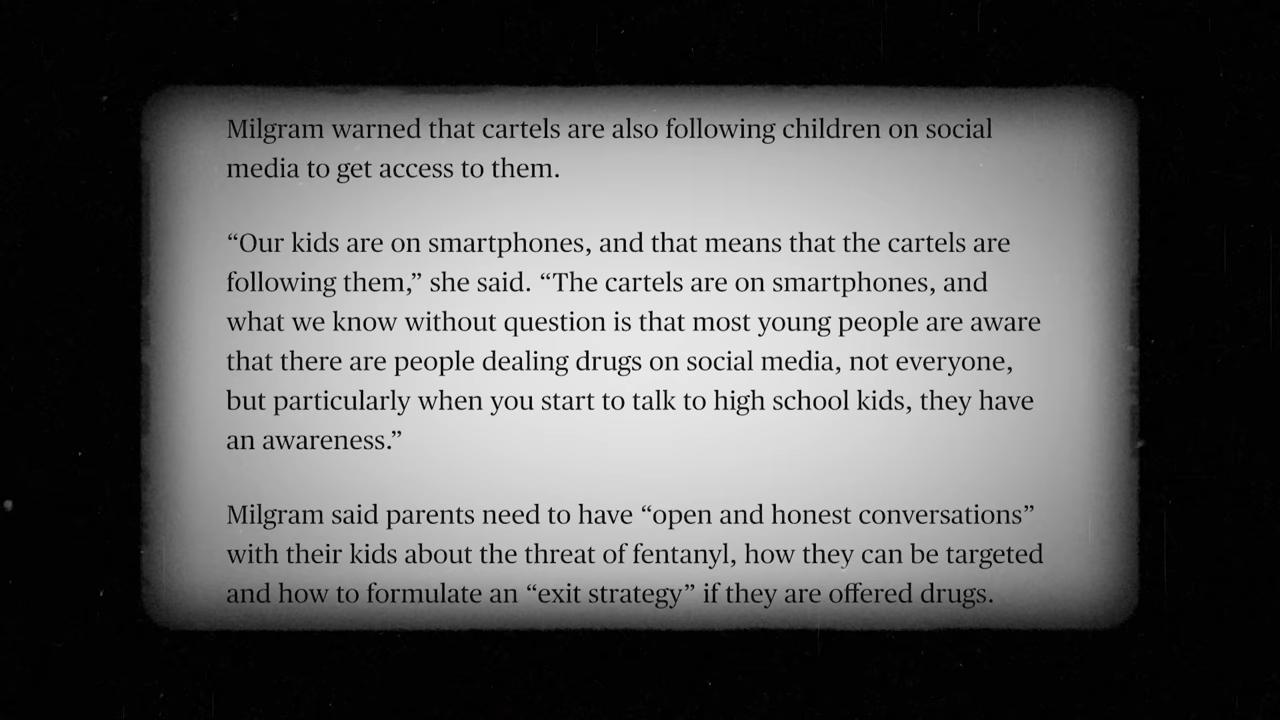 Milgram warned that cartels are also following children on social
media to get access to them.
“Our kids are on smartphones, and that means that the cartels are
following them,” she said. “The cartels are on smartphones, and
what we know without question is that most young people are aware
that there are people dealing drugs on social media, not everyone,
but particularly when you start to talk to high school kids, they have
an awareness.”
Milgram said parents need to have “open and honest conversations”
with their kids about the threat of fentanyl, how they can be targeted
and how to formulate an “exit strategy” if they are offered drugs.